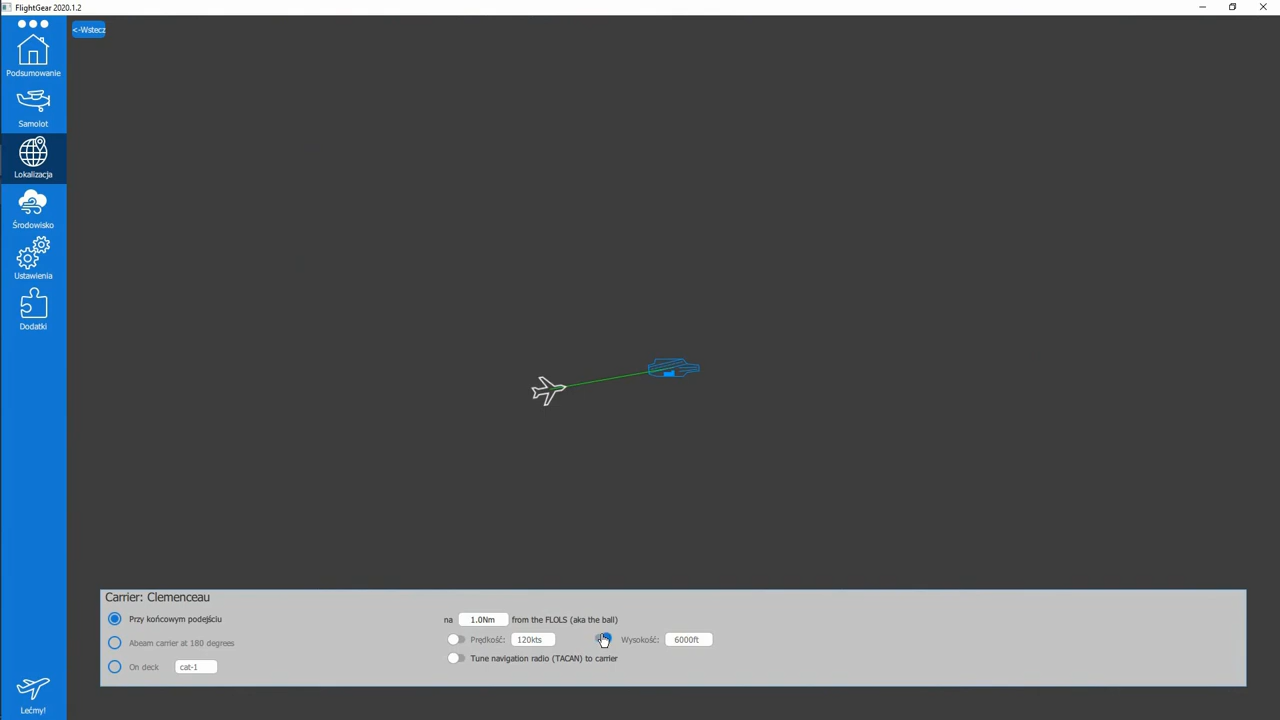 FlightGear 2020.1.2
<-Wstecz
Podsumowanie
Samolot
Lokalizacja
Środowisko
Ustawienia
Dodatki
Lećmy!
Carrier: Clemenceau
Przy końcowym podejściu
Abeam carrier at 180 degrees
On deck cat-1
na 1.0Nm from the FLOLS (aka the ball)
Prędkość: 120kts Wysokość: 6000ft
Tune navigation radio (TACAN) to carrier